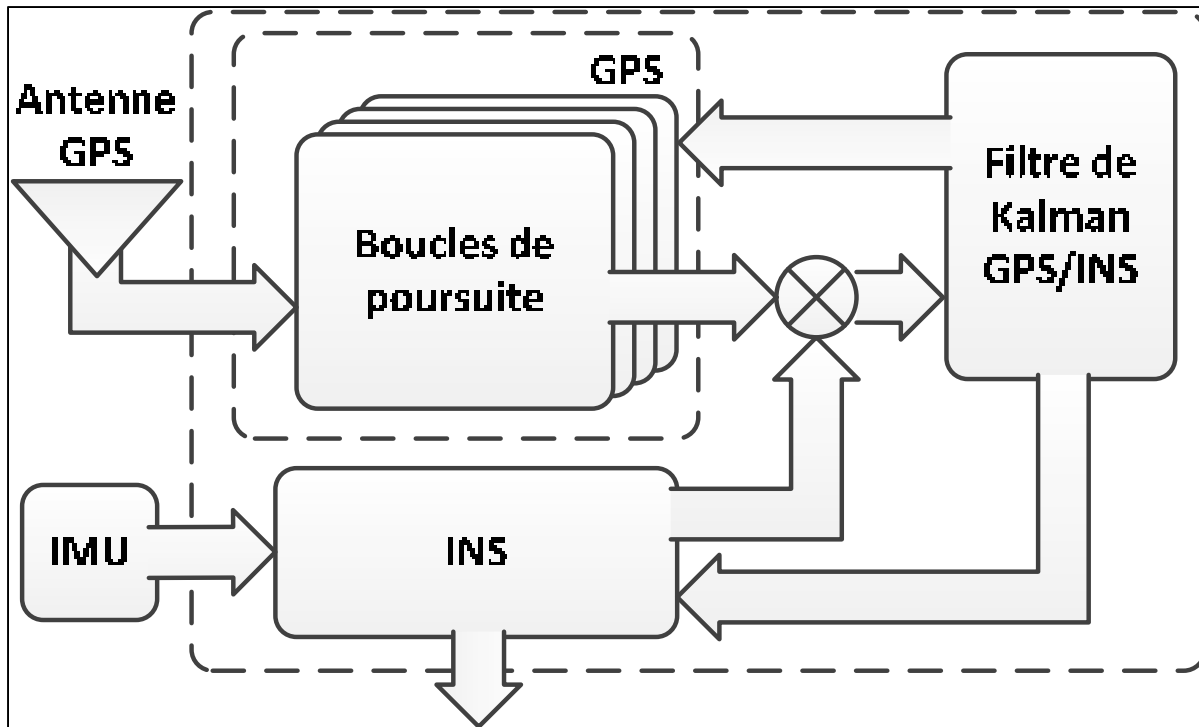 Antenne
GPS
GPS
Boucles de
poursuite
Filtre de
Kalman
GPS/INS
IMU
INS